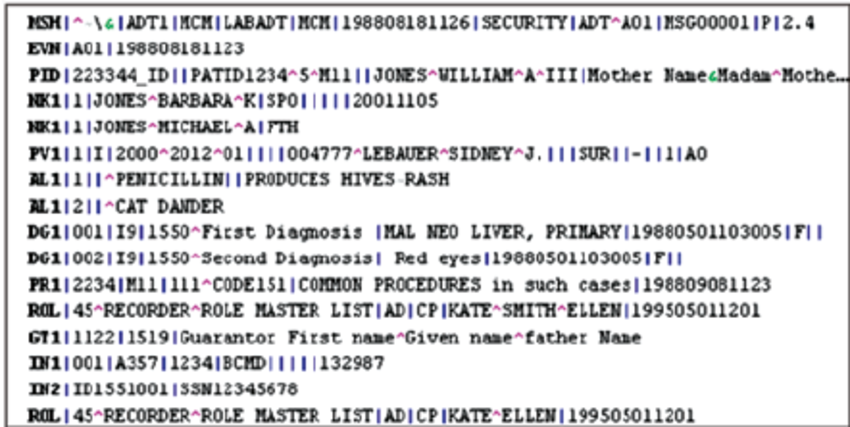 MSH|^~\&|ADT1|MCM|LABADT|MCM|198808181126|SECURITY|ADT^A01|MSG00001|P|2.4
EVN|A01|198808181123
PID|223344_ID||PATID1234^5^M11||JONES^WILLIAM^A^III|Mother Name&Madam^Mothe...
NK1|1|JONES^BARBARA^K|SPO|||||20011105
NK1|1|JONES^MICHAEL^A|FTH
PV1|1|I|2000^2012^01||||004777^LEBAUER^SIDNEY^J.|||SUR||-||1|A0
AL1|1||^PENICILLIN||PRODUCES HIVES~RASH
AL1|2||^CAT DANDER
DG1|001|I9|1550^First Diagnosis |MAL NEO LIVER, PRIMARY|19880501103005|F||
DG1|002|I9|1550^Second Diagnosis| Red eyes|19880501103005|F||
PR1|2234|M11|111^CODE151|COMMON PROCEDURES in such cases|198809081123
ROL|45^RECORDER^ROLE MASTER LIST|AD|CP|KATE^SMITH^ELLEN|199505011201
GT1|1122|1519|Guarantor First name^Given name^father Name
IN1|001|A357|1234|BCMD|||||132987
IN2|ID1551001|SSN12345678
ROL|45^RECORDER^ROLE MASTER LIST|AD|CP|KATE^ELLEN|199505011201